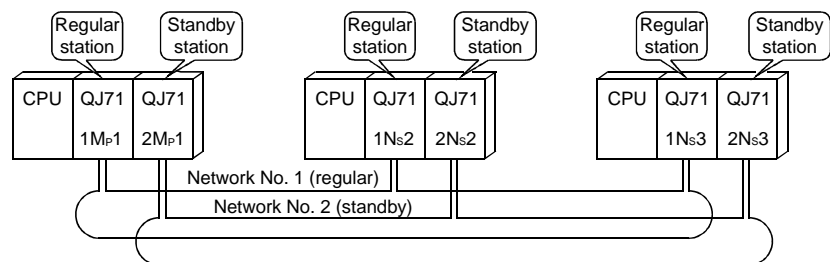 Regular station
Standby station
Regular station
Standby station
Regular station
Standby station
CPU QJ71 QJ71
1MP1 2MP1
CPU QJ71 QJ71
1NS2 2NS2
CPU QJ71 QJ71
1NS3 2NS3
Network No. 1 (regular)
Network No. 2 (standby)